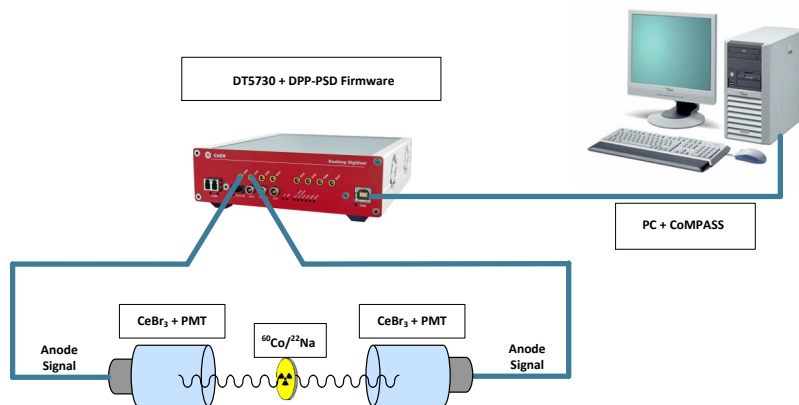 DT5730 + DPP-PSD Firmware
CAEN
Desktop Digitizer
PC + CoMPASS
CeBr₃ + PMT
⁶⁰Co/²²Na
CeBr₃ + PMT
Anode
Signal
Anode
Signal